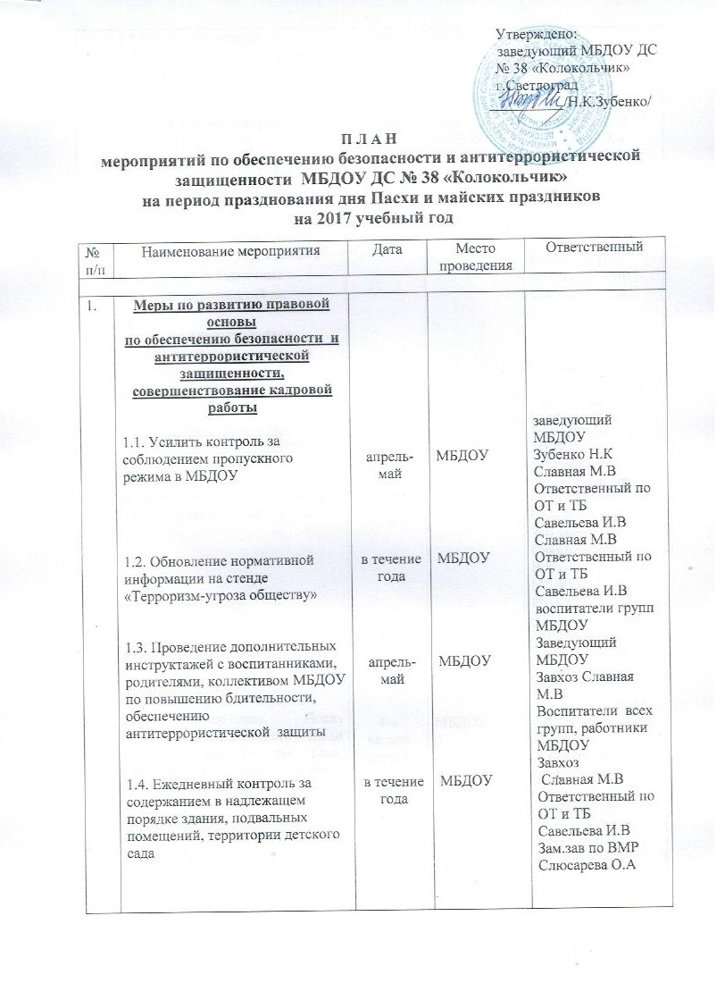 Утверждено:
заведующий МБДОУ ДС
№ 38 «Колокольчик»
г.Светлоград
/Н.К.Зубенко/
П Л А Н
мероприятий по обеспечению безопасности и антитеррористической
защищенности МБДОУ ДС № 38 «Колокольчик»
на период празднования дня Пасхи и майских праздников
на 2017 учебный год
№ п/п
Наименование мероприятия
Дата
Место проведения
Ответственный
1.
Меры по развитию правовой
основы
по обеспечению безопасности и
антитеррористической
защищенности,
совершенствование кадровой
работы
1.1. Усилить контроль за
соблюдением пропускного
режима в МБДОУ
апрель-
май
МБДОУ
заведующий
МБДОУ
Зубенко Н.К
Славная М.В
Ответственный по
ОТ и ТБ
Савельева И.В
1.2. Обновление нормативной
информации на стенде
«Терроризм-угроза обществу»
в течение
года
МБДОУ
Славная М.В
Ответственный по
ОТ и ТБ
Савельева И.В
воспитатели групп
МБДОУ
1.3. Проведение дополнительных
инструктажей с воспитанниками,
родителями, коллективом МБДОУ
по повышению бдительности,
обеспечению
антитеррористической защиты
апрель-
май
МБДОУ
Заведующий
МБДОУ
Завхоз Славная
М.В
Воспитатели всех
групп, работники
МБДОУ
1.4. Ежедневный контроль за
содержанием в надлежащем
порядке здания, подвальных
помещений, территории детского
сада
в течение
года
МБДОУ
Завхоз
Славная М.В
Ответственный по
ОТ и ТБ
Савельева И.В
Зам.зав по ВМР
Слюсарева О.А